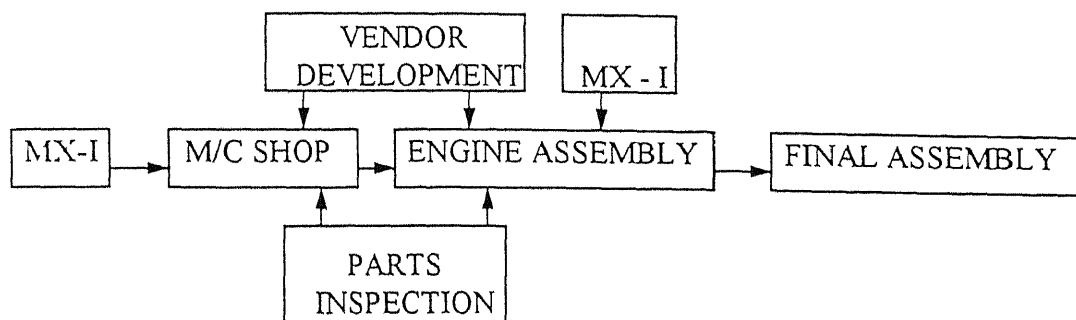 VENDOR
DEVELOPMENT
MX - I
MX-I
M/C SHOP
ENGINE ASSEMBLY
FINAL ASSEMBLY
PARTS
INSPECTION